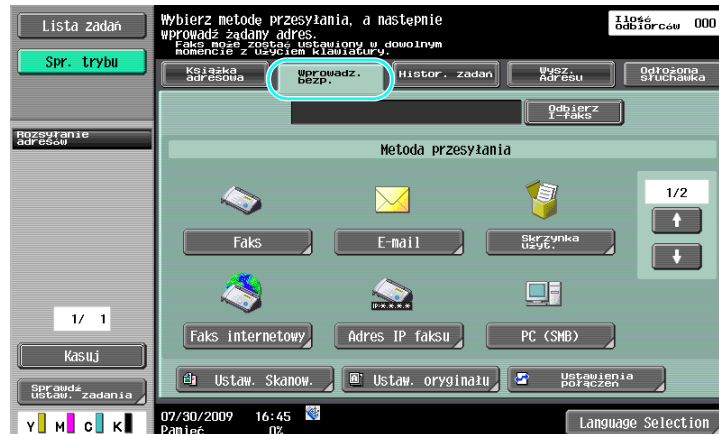 Lista zadań
Spr. trybu
Wybierz metodę przesyłania, a następnie
wprowadź żądany adres.
Faks może zostać ustawiony w dowolnym
momencie z użyciem klawiatury.
Ilość
odbiorców 000
Książka
adresowa
Wprowadz.
bezp.
Histor. zadań
Wysz.
Adresu
Odłożona
słuchawka
Odbierz
I-faks
Rozsyłanie
adresów
Metoda przesyłania
Faks
E-mail
Skrzynka
użyt.
1/2
IP*.*.*.*
Faks internetowy
Adres IP faksu
PC (SMB)
1/ 1
Kasuj
Sprawdź
ustaw. zadania
Ustaw. Skanow.
Ustaw. oryginału
Ustawienia
połączeń
Y M C K
07/30/2009 16:45
Pamięć 0%
Language Selection